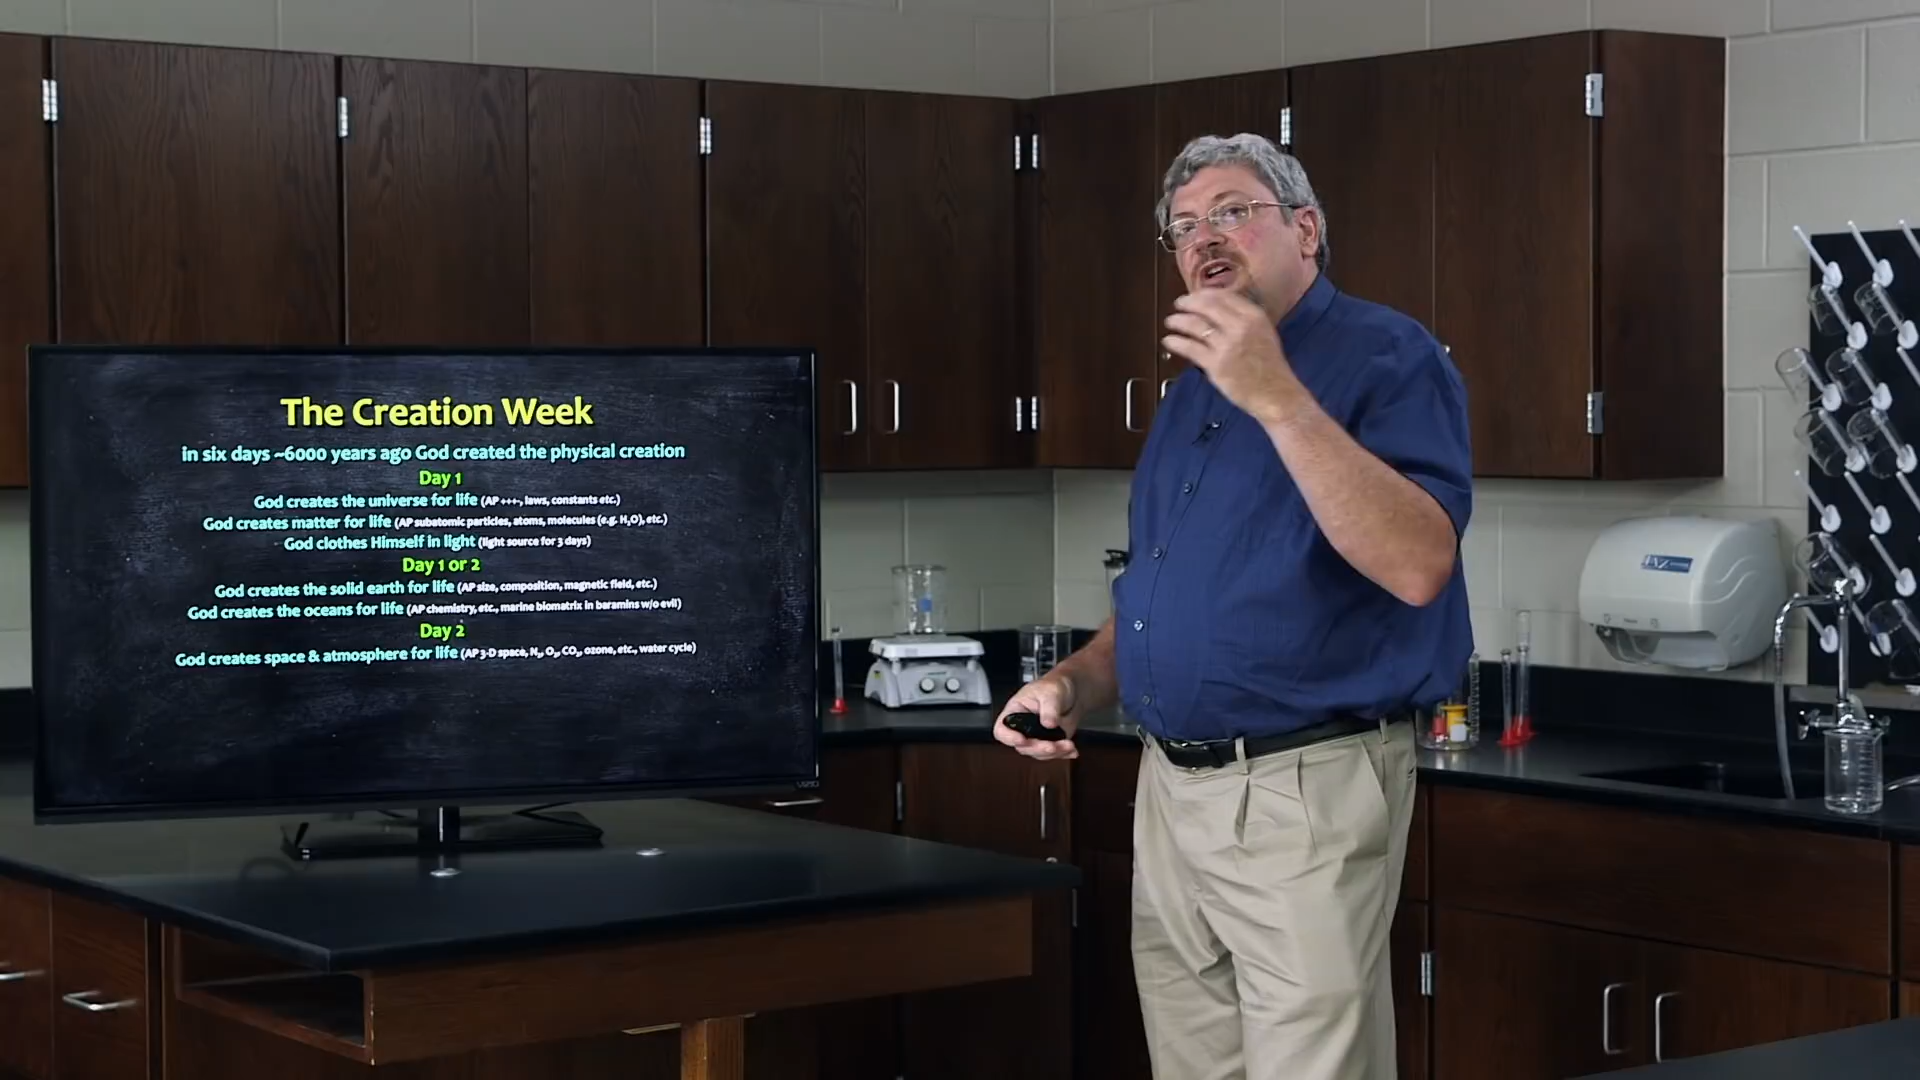 The Creation Week
in six days ~6000 years ago God created the physical creation
Day 1
God creates the universe for life (AP +++, laws, constants etc.)
God creates matter for life (AP subatomic particles, atoms, molecules (e.g. H₂O), etc.)
God clothes Himself in light (light source for 3 days)
Day 1 or 2
God creates the solid earth for life (AP size, composition, magnetic field, etc.)
God creates the oceans for life (AP chemistry, etc., marine biomatrix in baramins w/o evil)
Day 2
God creates space & atmosphere for life (AP 3-D space, N₂, O₂, CO₂, ozone, etc., water cycle)
VIZIO